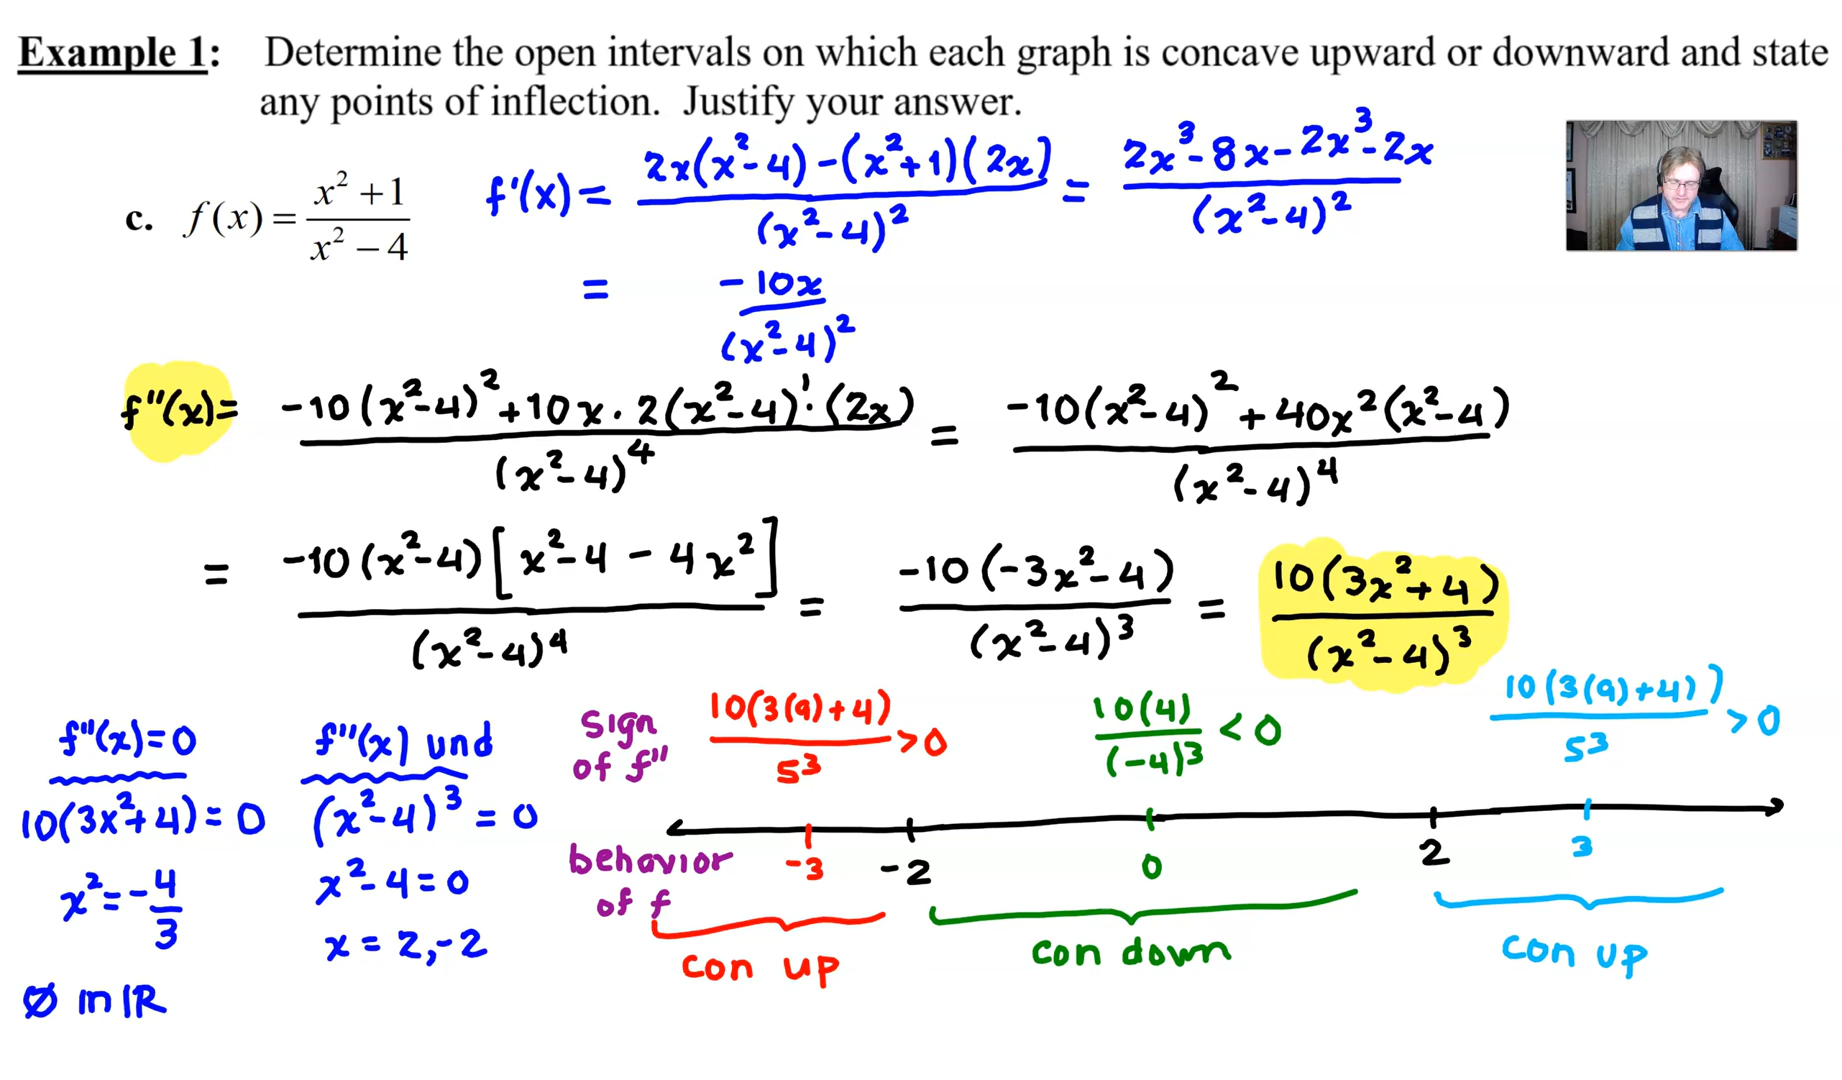 Example 1: Determine the open intervals on which each graph is concave upward or downward and state
any points of inflection. Justify your answer.
c. f(x) = (x² + 1)/(x² − 4)
f'(x) = (2x(x²-4) - (x²+1)(2x))/(x²-4)² = (2x³-8x-2x³-2x)/(x²-4)²
= -10x/(x²-4)²
f"(x) = (-10(x²-4)² + 10x · 2(x²-4)¹ · (2x))/(x²-4)⁴ = (-10(x²-4)² + 40x²(x²-4))/(x²-4)⁴
= (-10(x²-4)[x²-4 - 4x²])/(x²-4)⁴ = (-10(-3x²-4))/(x²-4)³ = (10(3x²+4))/(x²-4)³
f"(x)=0
10(3x²+4) = 0
x² = -4/3
∅ in ℝ
f"(x) und
(x²-4)³ = 0
x²-4=0
x = 2,-2
sign
of f"
(10(3(9)+4))/5³ >0
10(4)/(-4)³ < 0
(10(3(9)+4))/5³ >0
-3 -2 0 2 3
behavior
of f
con up
con down
con up